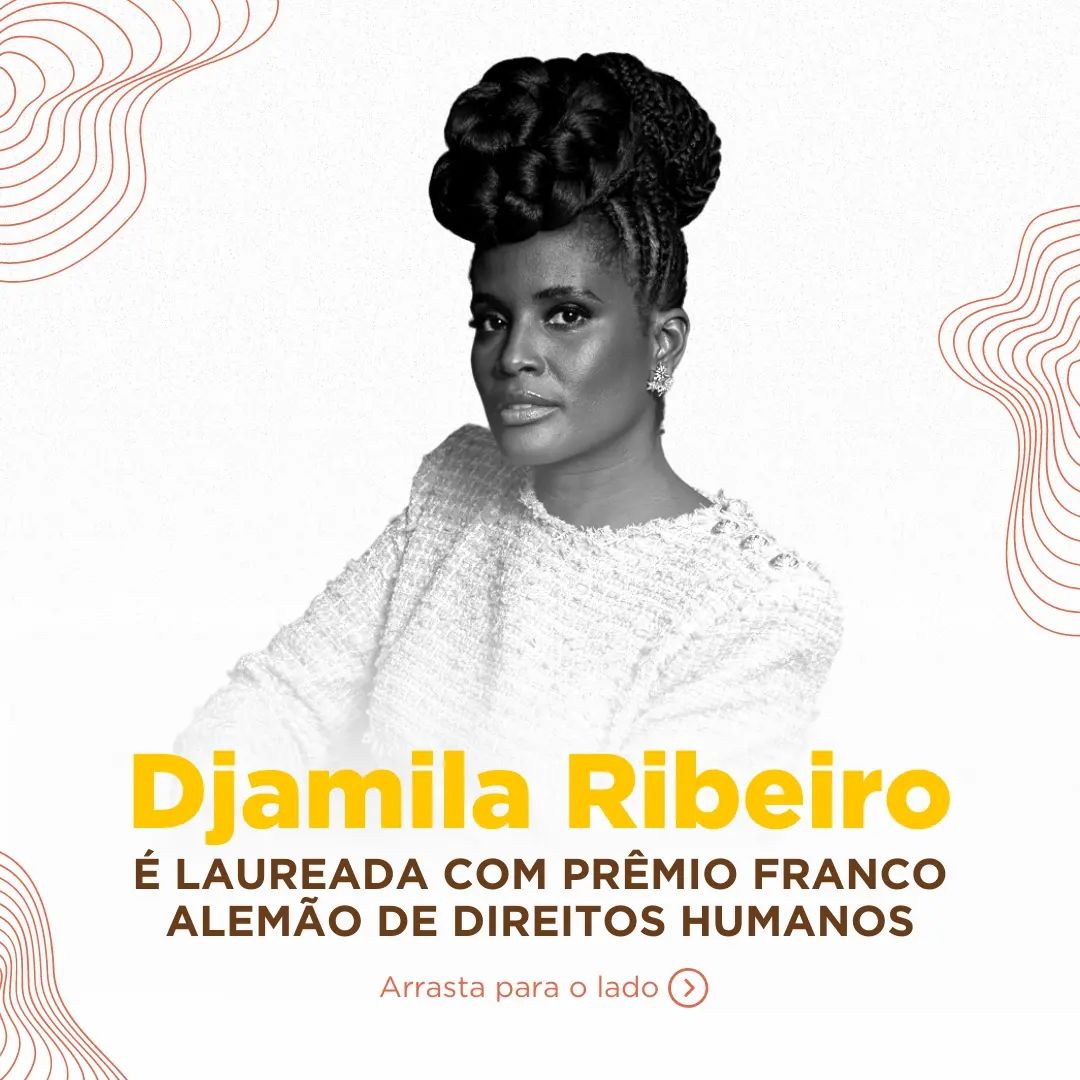 Djamila Ribeiro
É LAUREADA COM PRÊMIO FRANCO
ALEMÃO DE DIREITOS HUMANOS
Arrasta para o lado